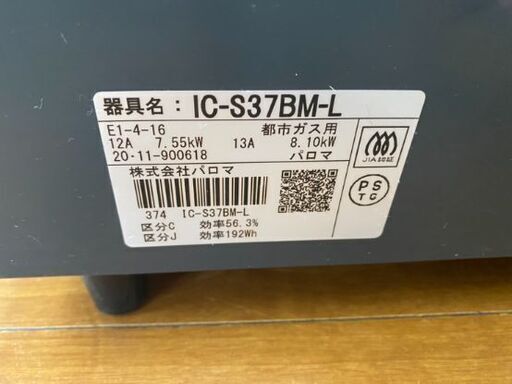 器具名：IC-S37BM-L
E1-4-16 都市ガス用
12A 7.55kW 13A 8.10kW
20·11-900618 パロマ
株式会社パロマ
374 IC-S37BM-L
区分C 効率56.3%
区分J 効率192Wh
JIA認証
PS
TC